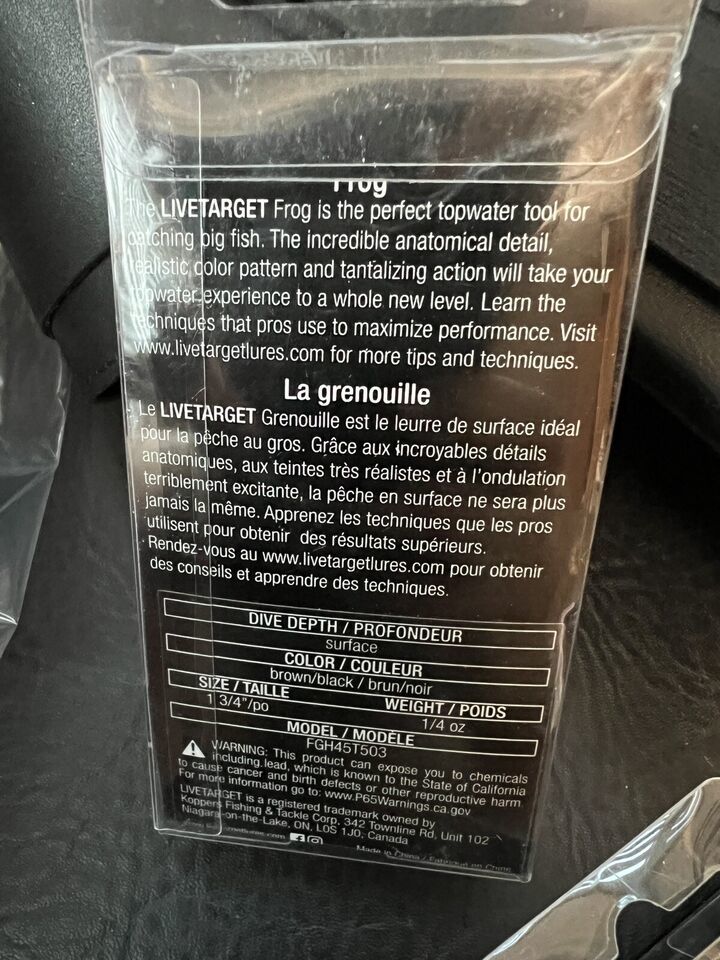 Frog
The LIVETARGET Frog is the perfect topwater tool for
catching big fish. The incredible anatomical detail,
realistic color pattern and tantalizing action will take your
topwater experience to a whole new level. Learn the
techniques that pros use to maximize performance. Visit
www.livetargetlures.com for more tips and techniques.
La grenouille
Le LIVETARGET Grenouille est le leurre de surface idéal
pour la pêche au gros. Grâce aux incroyables détails
anatomiques, aux teintes très réalistes et à l'ondulation
terriblement excitante, la pêche en surface ne sera plus
jamais la même. Apprenez les techniques que les pros
utilisent pour obtenir des résultats supérieurs.
Rendez-vous au www.livetargetlures.com pour obtenir
des conseils et apprendre des techniques.
DIVE DEPTH / PROFONDEUR
surface
COLOR / COULEUR
brown/black / brun/noir
SIZE / TAILLE WEIGHT / POIDS
1 3/4"/po 1/4 oz
MODEL / MODÈLE
FGH45T503
WARNING: This product can expose you to chemicals
including lead, which is known to the State of California
to cause cancer and birth defects or other reproductive harm.
For more information go to: www.P65Warnings.ca.gov
LIVETARGET is a registered trademark owned by
Koppers Fishing & Tackle Corp, 342 Townline Rd, Unit 102
Niagara-on-the-Lake, ON, L0S 1J0, Canada
Made in China / Fabriqué en Chine